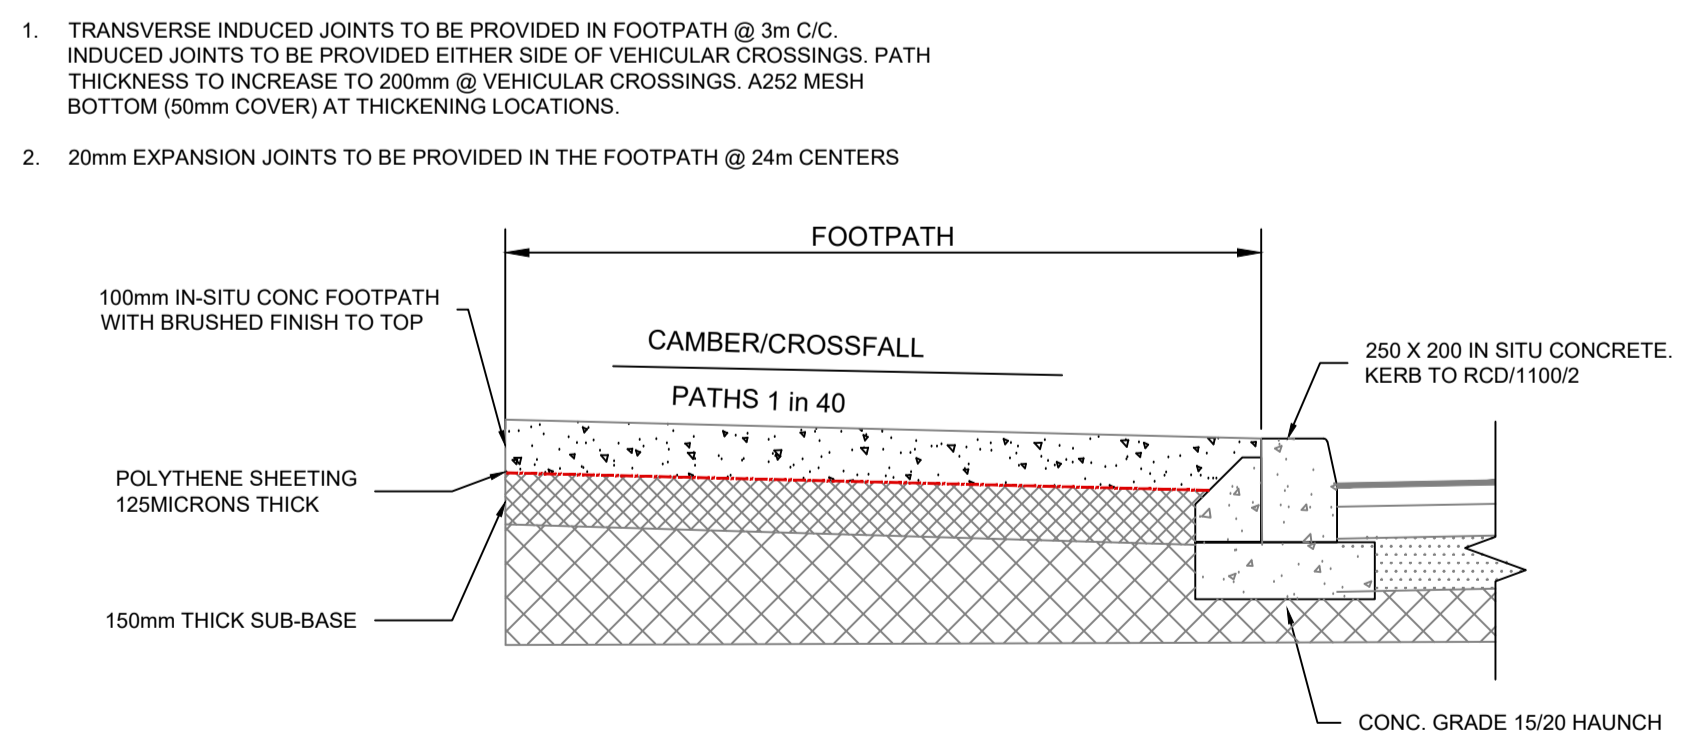 1. TRANSVERSE INDUCED JOINTS TO BE PROVIDED IN FOOTPATH @ 3m C/C.
INDUCED JOINTS TO BE PROVIDED EITHER SIDE OF VEHICULAR CROSSINGS. PATH
THICKNESS TO INCREASE TO 200mm @ VEHICULAR CROSSINGS. A252 MESH
BOTTOM (50mm COVER) AT THICKENING LOCATIONS.
2. 20mm EXPANSION JOINTS TO BE PROVIDED IN THE FOOTPATH @ 24m CENTERS
FOOTPATH
100mm IN-SITU CONC FOOTPATH
WITH BRUSHED FINISH TO TOP
CAMBER/CROSSFALL
PATHS 1 in 40
250 X 200 IN SITU CONCRETE.
KERB TO RCD/1100/2
POLYTHENE SHEETING
125MICRONS THICK
150mm THICK SUB-BASE
CONC. GRADE 15/20 HAUNCH